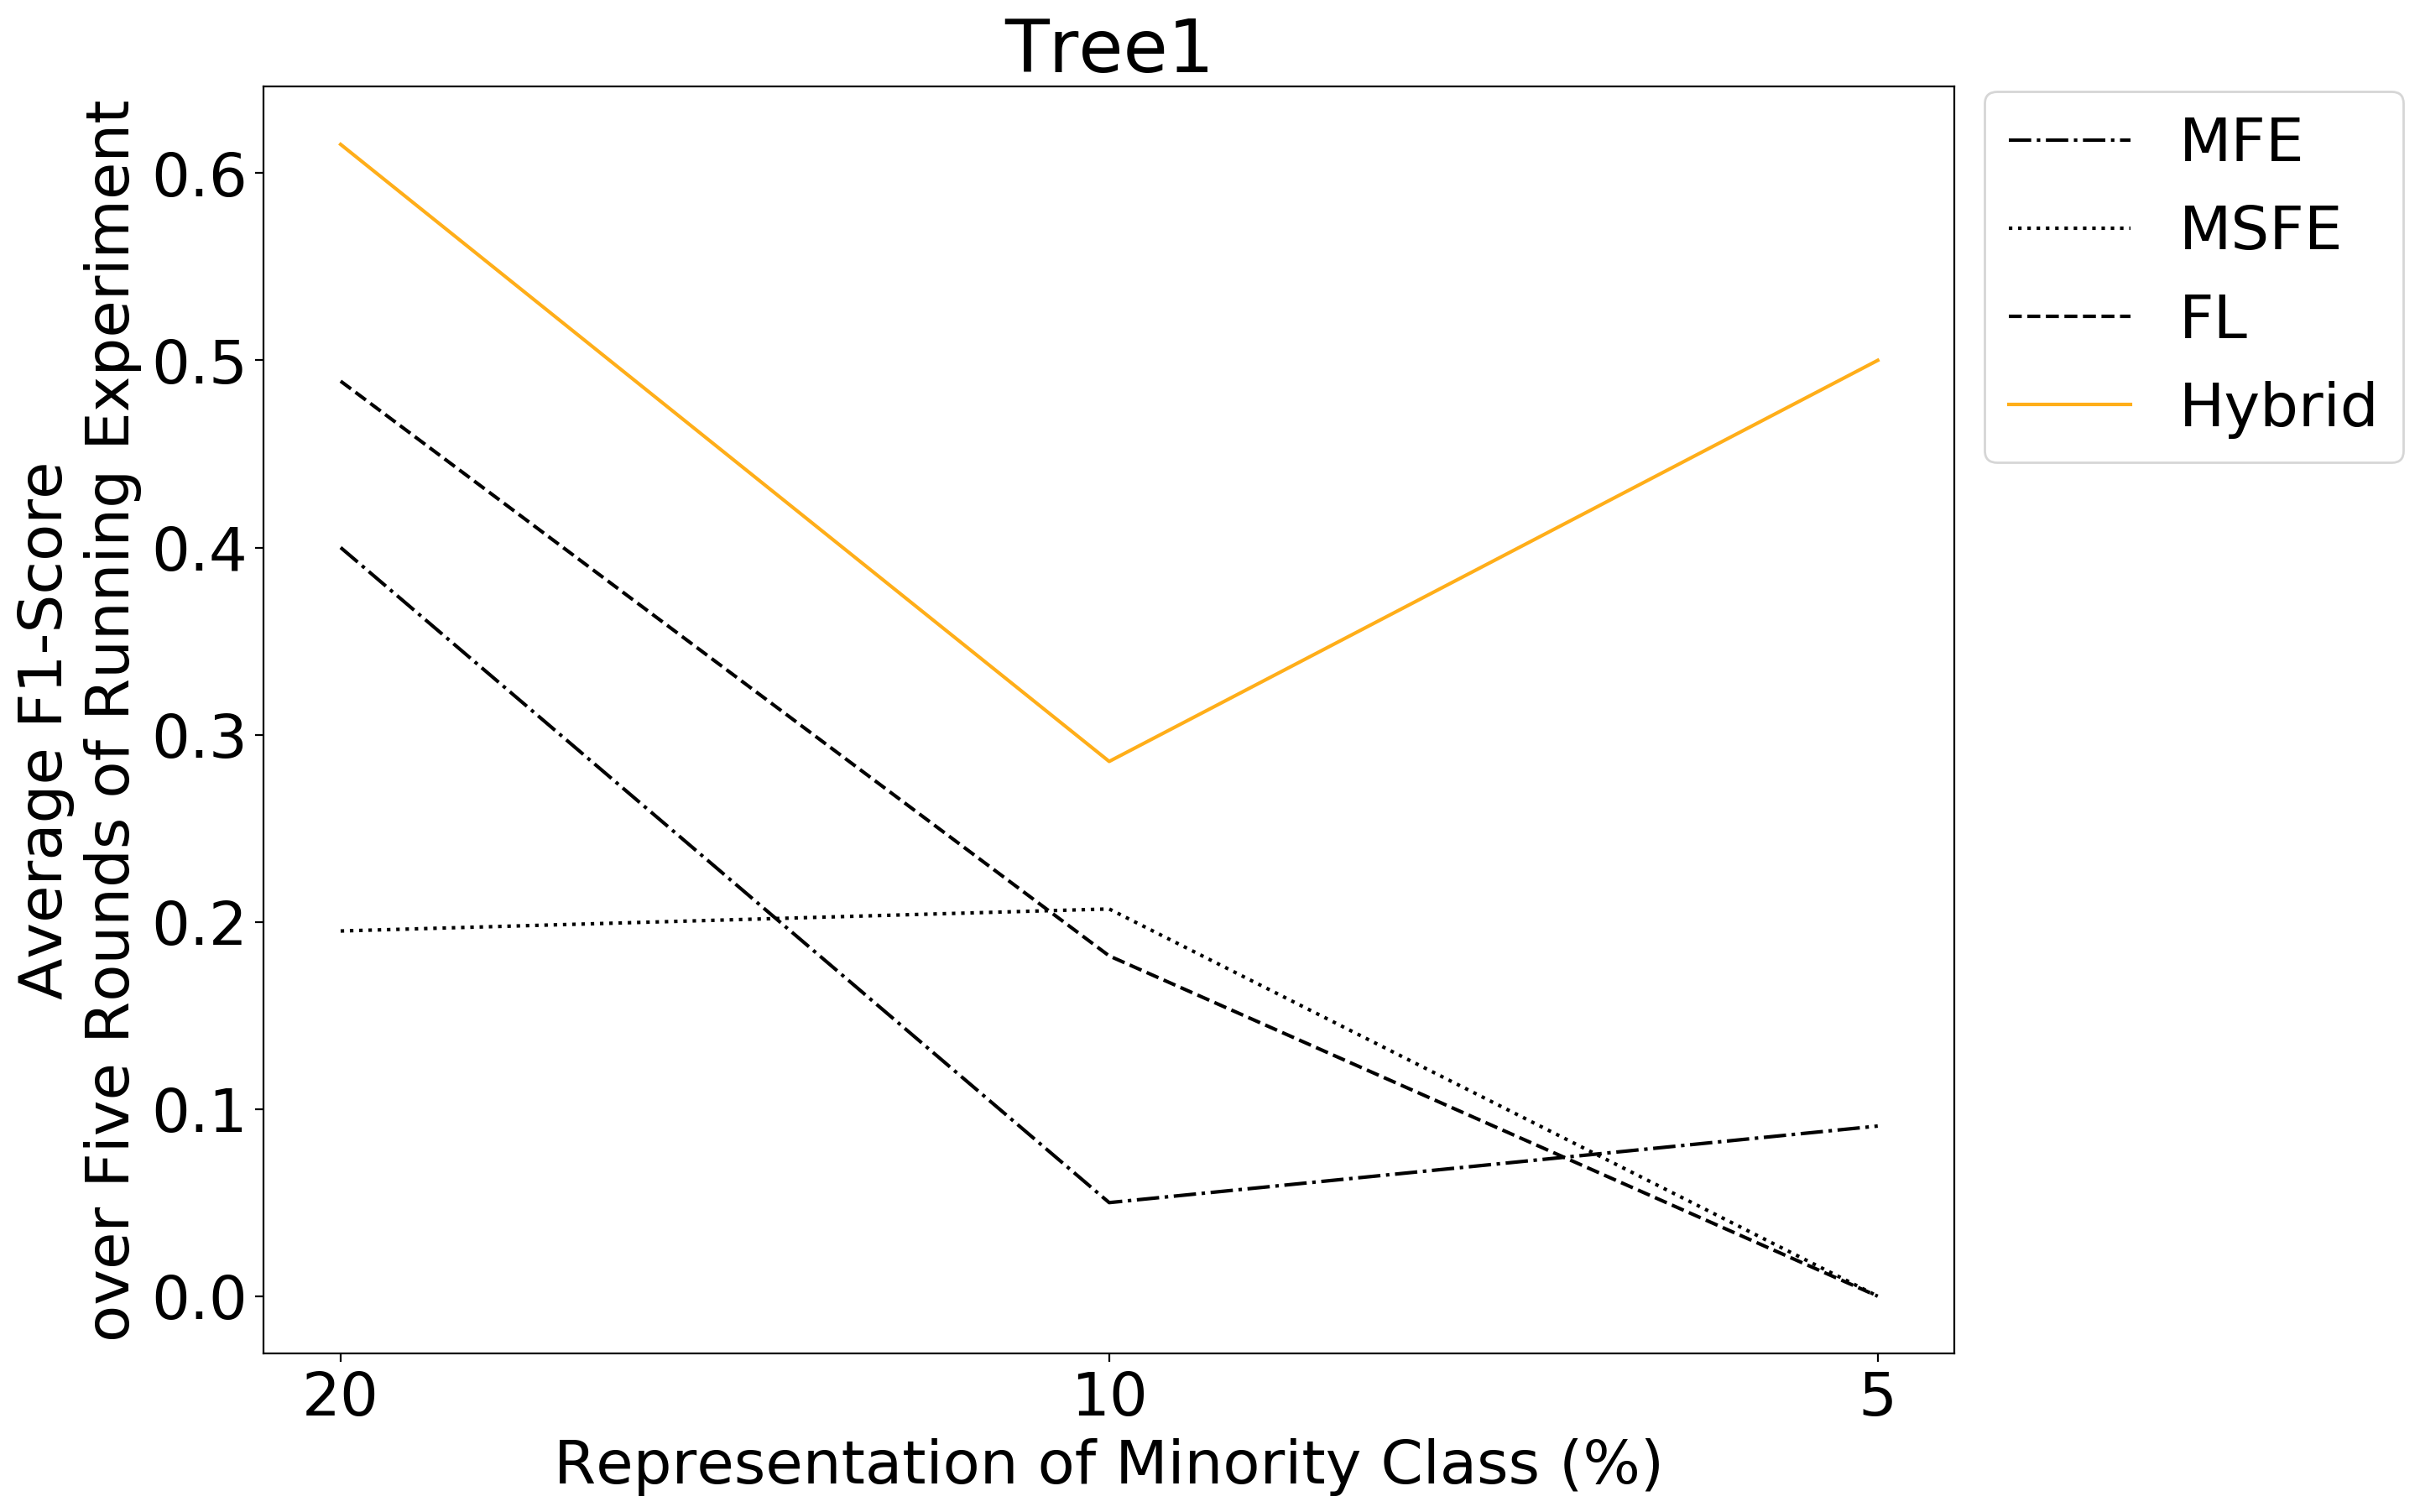 Tree1
Average F1-Score
over Five Rounds of Running Experiment
0.6
0.5
0.4
0.3
0.2
0.1
0.0
20
10
5
Representation of Minority Class (%)
MFE
MSFE
FL
Hybrid